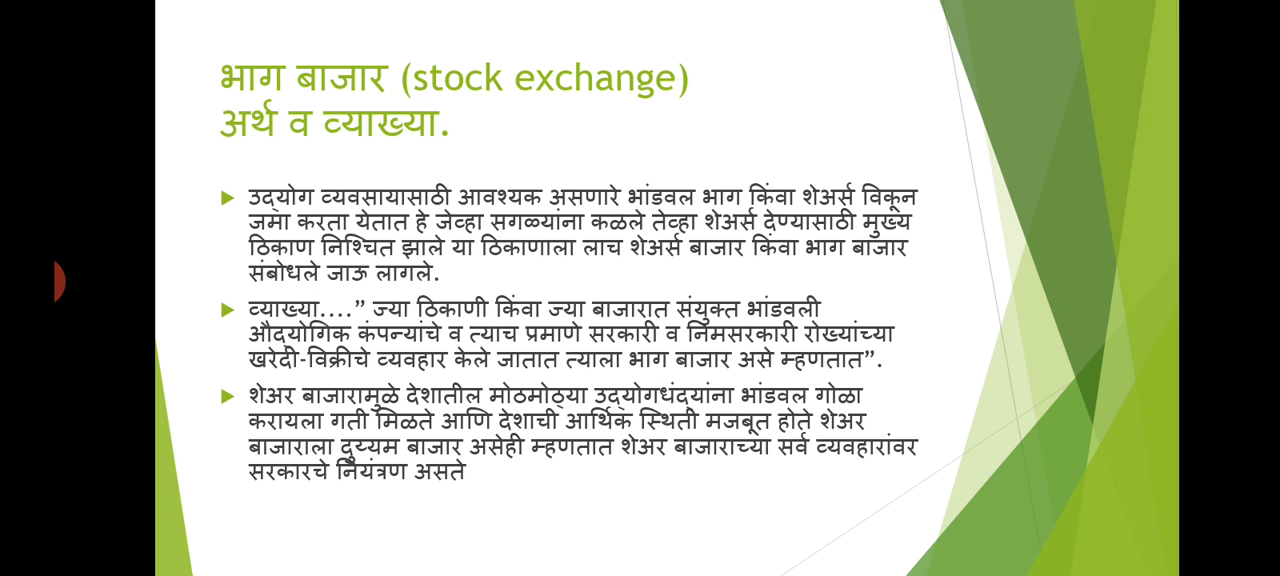 भाग बाजार (stock exchange)
अर्थ व व्याख्या.
उद्‌योग व्यवसायासाठी आवश्यक असणारे भांडवल भाग किंवा शेअर्स विकून
जमा करता येतात हे जेव्हा सगळ्यांना कळले तेव्हा शेअर्स देण्यासाठी मुख्य
ठिकाण निश्चित झाले या ठिकाणाला लाच शेअर्स बाजार किंवा भाग बाजार
संबोधले जाऊ लागले.
व्याख्या....” ज्या ठिकाणी किंवा ज्या बाजारात संयुक्त भांडवली
औद्‌योगिक कंपन्यांचे व त्याच प्रमाणे सरकारी व निमसरकारी रोख्यांच्या
खरेदी-विक्रीचे व्यवहार केले जातात त्याला भाग बाजार असे म्हणतात”.
शेअर बाजारामुळे देशातील मोठमोठ्या उद्‌योगधंद्‌यांना भांडवल गोळा
करायला गती मिळते आणि देशाची आर्थिक स्थिती मजबूत होते शेअर
बाजाराला दुय्यम बाजार असेही म्हणतात शेअर बाजाराच्या सर्व व्यवहारांवर
सरकारचे नियंत्रण असते